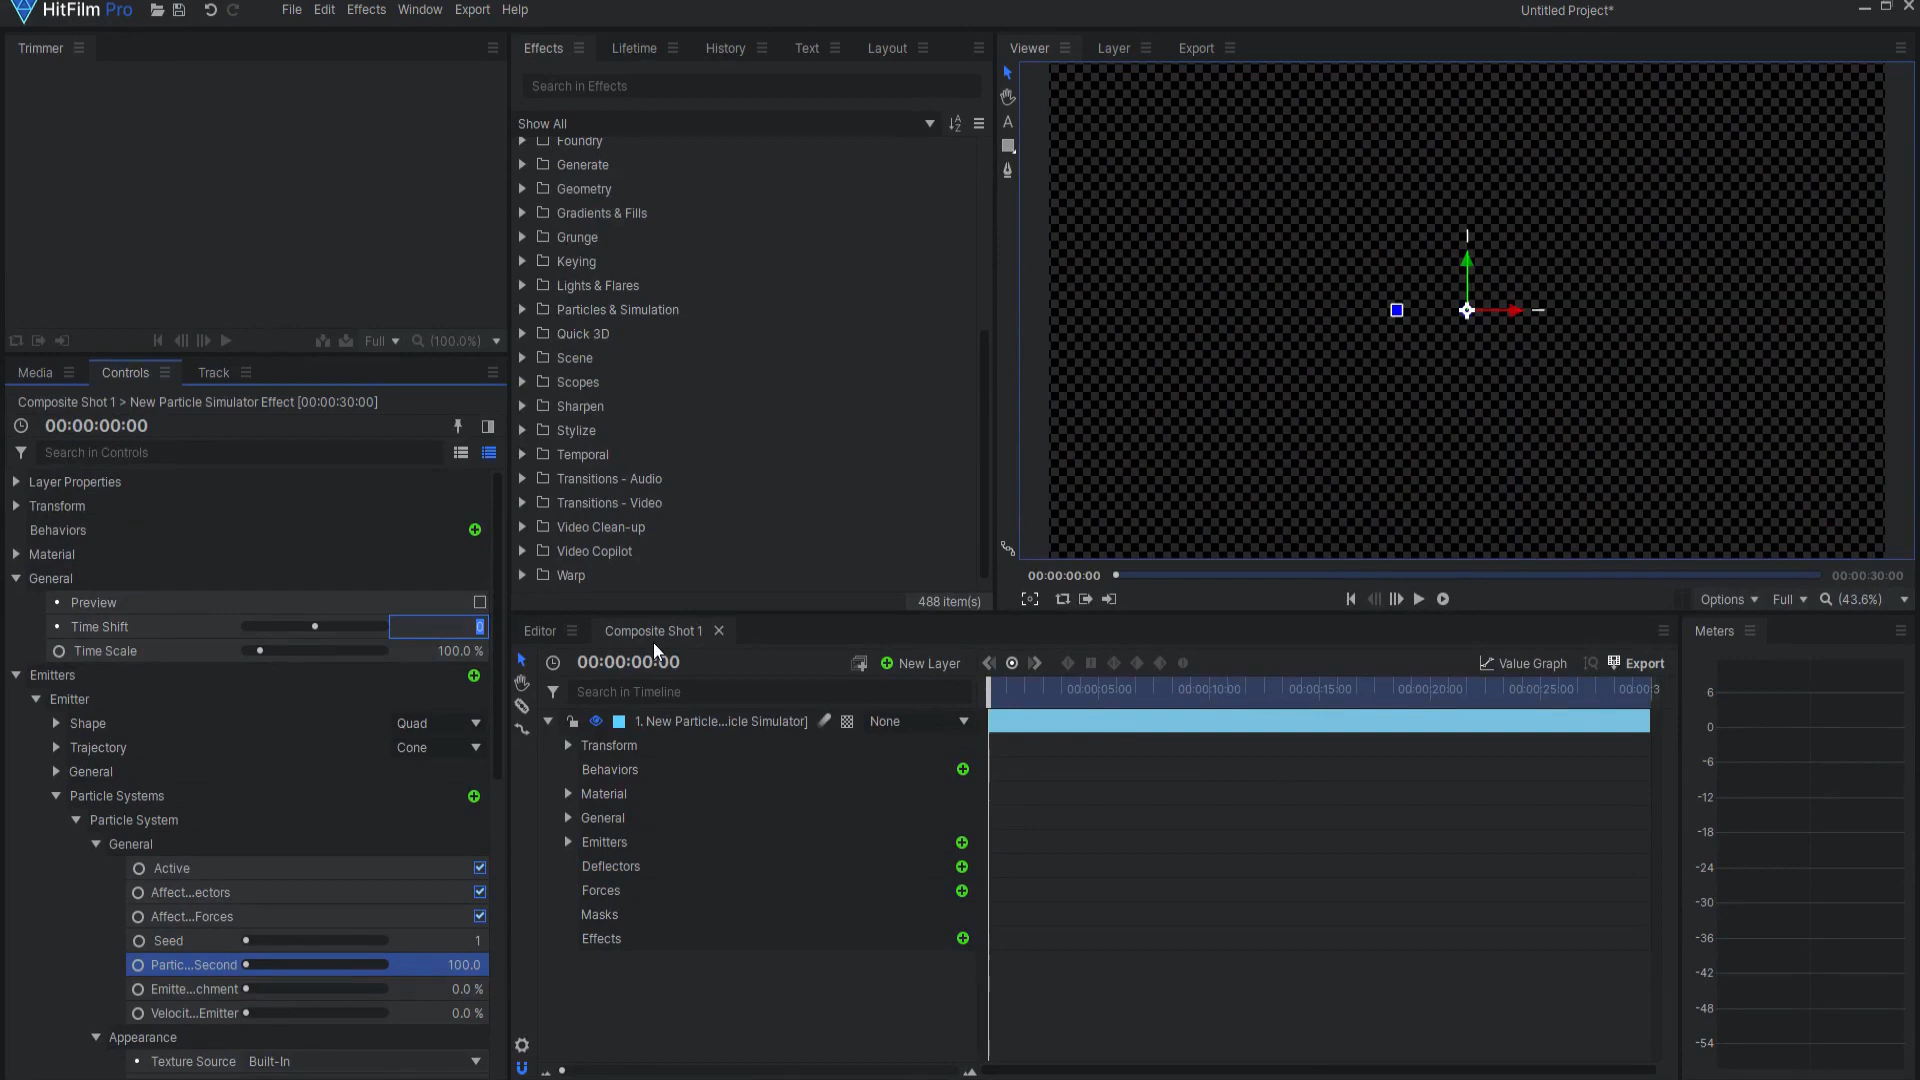 HitFilm Pro
File Edit Effects Window Export Help
Untitled Project*
Trimmer
Effects Lifetime History Text Layout
Viewer Layer Export
Search in Effects
Show All
Foundry
Generate
Geometry
Gradients & Fills
Grunge
Keying
Lights & Flares
Particles & Simulation
Quick 3D
Scene
Scopes
Sharpen
Stylize
Temporal
Transitions - Audio
Transitions - Video
Video Clean-up
Video Copilot
Warp
488 item(s)
Full (100.0%)
Media Controls Track
Composite Shot 1 > New Particle Simulator Effect [00:00:30:00]
00:00:00:00
Search in Controls
Layer Properties
Transform
Behaviors
Material
General
Preview
Time Shift 0
Time Scale 100.0 %
Emitters
Emitter
Shape Quad
Trajectory Cone
General
Particle Systems
Particle System
General
Active
Affect...ectors
Affect...Forces
Seed 1
Partic...Second 100.0
Emitte...chment 0.0 %
Velocit...Emitter 0.0 %
Appearance
Texture Source Built-In
00:00:00:00 00:00:30:00
Options Full (43.6%)
Editor Composite Shot 1
00:00:00:00 New Layer Value Graph Export
Search in Timeline
00:00:05:00 00:00:10:00 00:00:15:00 00:00:20:00 00:00:25:00 00:00:3
1. New Particle...icle Simulator] None
Transform
Behaviors
Material
General
Emitters
Deflectors
Forces
Masks
Effects
Meters
6
0
-6
-12
-18
-24
-30
-36
-42
-48
-54